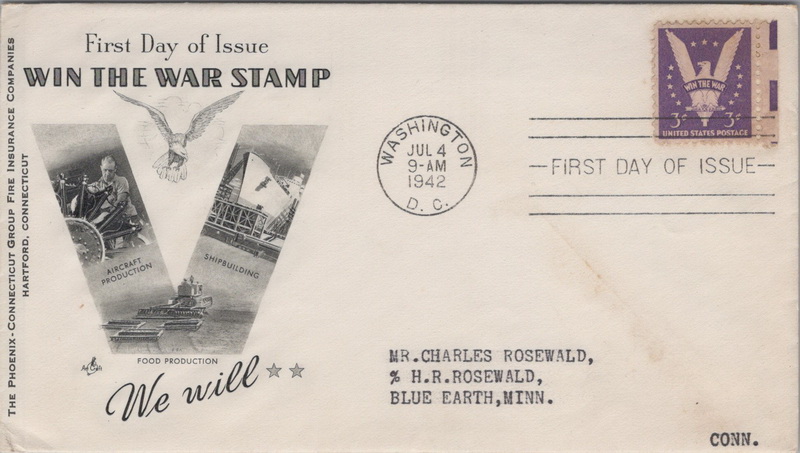 THE PHOENIX-CONNECTICUT GROUP FIRE INSURANCE COMPANIES
HARTFORD, CONNECTICUT
First Day of Issue
WIN THE WAR STAMP
AIRCRAFT
PRODUCTION
SHIPBUILDING
FOOD PRODUCTION
Art Craft
We will
WASHINGTON
JUL 4
9-AM
1942
D. C.
WIN THE WAR
3¢ 3¢
UNITED STATES POSTAGE
FIRST DAY OF ISSUE
MR.CHARLES ROSEWALD,
% H.R.ROSEWALD,
BLUE EARTH,MINN.
CONN.